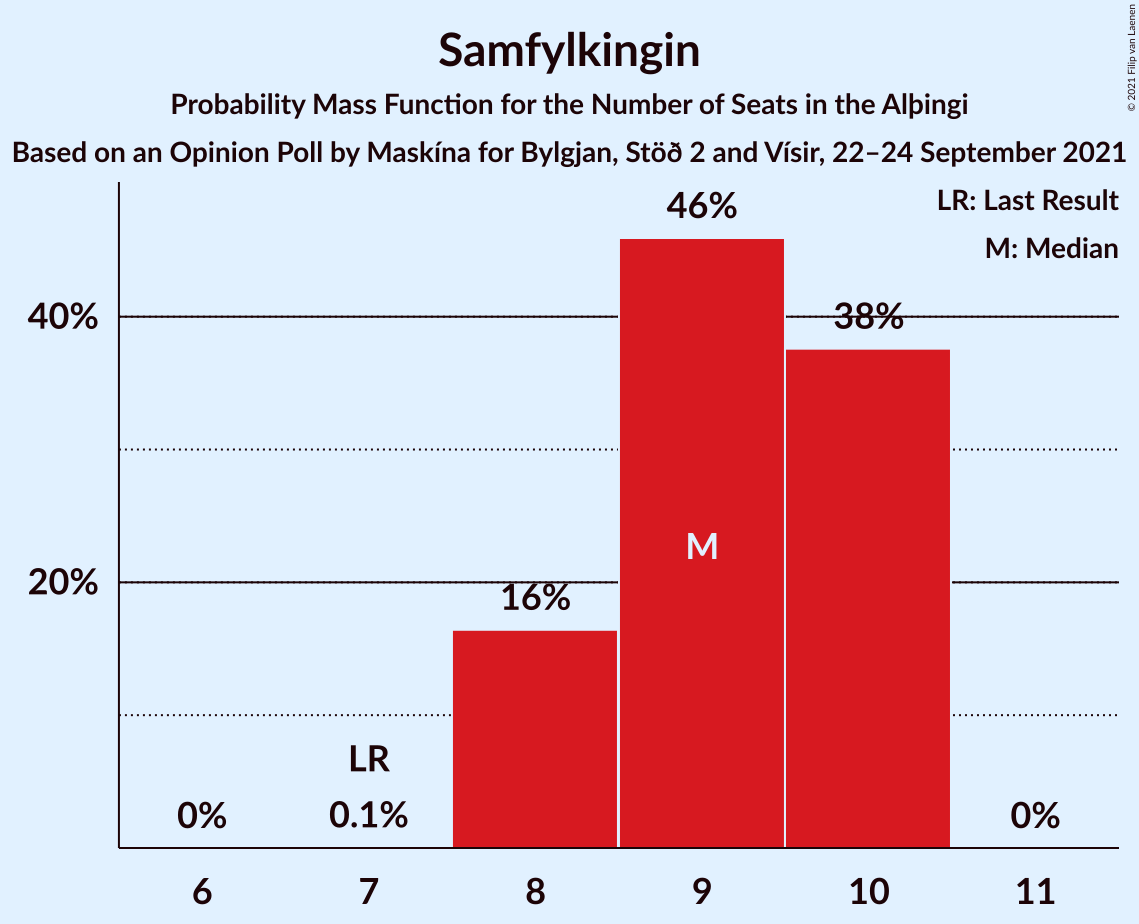 Samfylkingin
Probability Mass Function for the Number of Seats in the Alþingi
Based on an Opinion Poll by Maskína for Bylgjan, Stöð 2 and Vísir, 22–24 September 2021
© 2021 Filip van Laenen
LR: Last Result
M: Median
46%
40%
38%
M
20%
16%
LR
0%
0.1%
0%
6 7 8 9 10 11